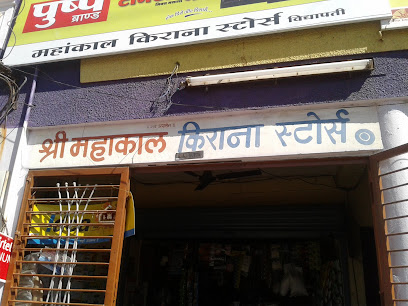 पुष्प
ब्राण्ड
महांकाल किराना स्टोर्स विद्यापती
श्री महाकाल किराना स्टोर्स